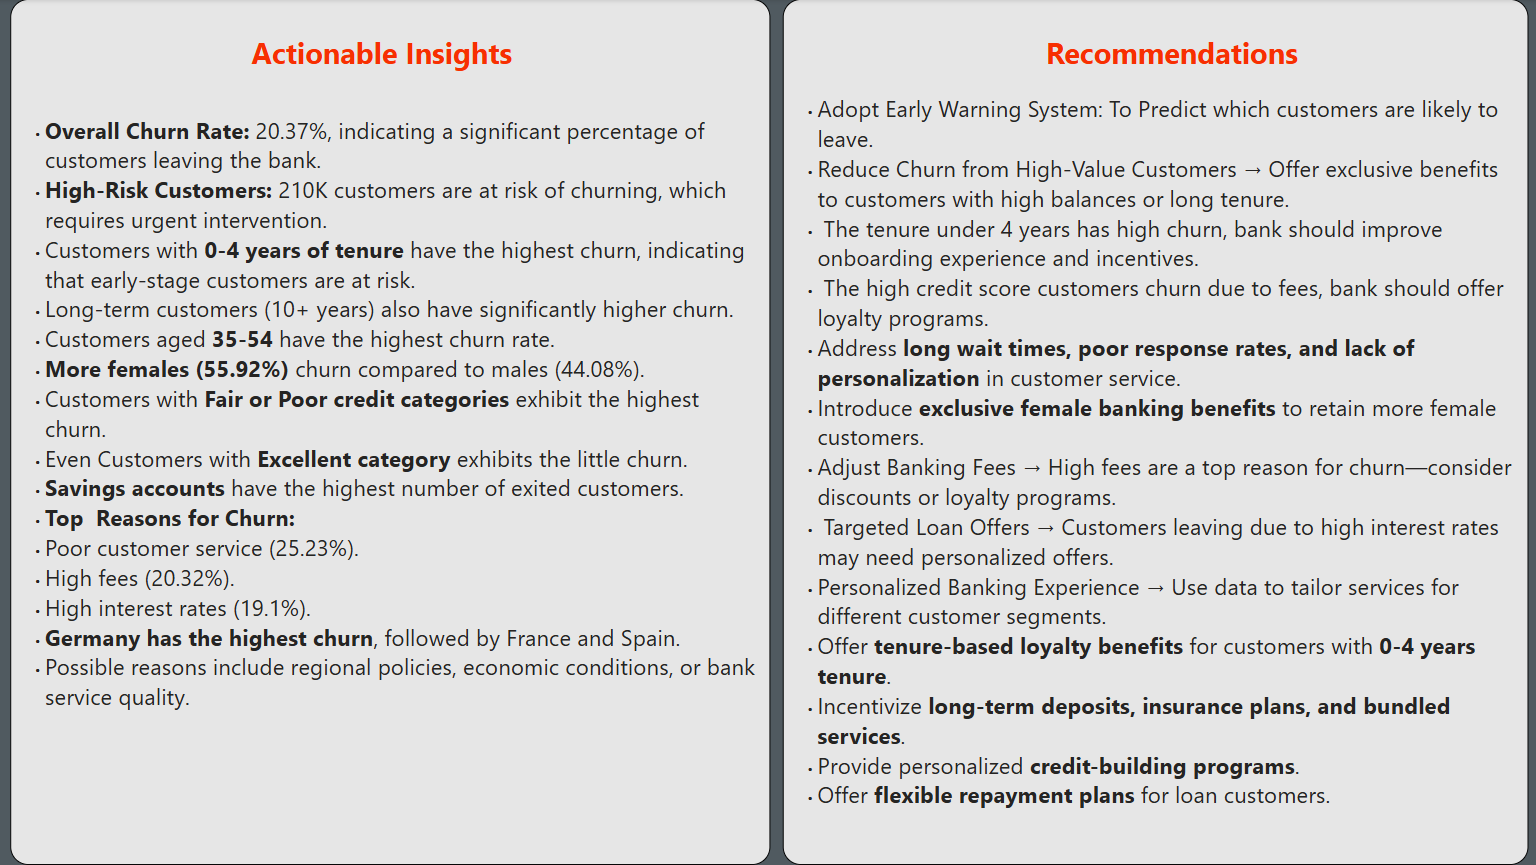 Actionable Insights
· Overall Churn Rate: 20.37%, indicating a significant percentage of
customers leaving the bank.
· High-Risk Customers: 210K customers are at risk of churning, which
requires urgent intervention.
· Customers with 0-4 years of tenure have the highest churn, indicating
that early-stage customers are at risk.
· Long-term customers (10+ years) also have significantly higher churn.
· Customers aged 35-54 have the highest churn rate.
· More females (55.92%) churn compared to males (44.08%).
· Customers with Fair or Poor credit categories exhibit the highest
churn.
· Even Customers with Excellent category exhibits the little churn.
· Savings accounts have the highest number of exited customers.
· Top  Reasons for Churn:
· Poor customer service (25.23%).
· High fees (20.32%).
· High interest rates (19.1%).
· Germany has the highest churn, followed by France and Spain.
· Possible reasons include regional policies, economic conditions, or bank
service quality.
Recommendations
· Adopt Early Warning System: To Predict which customers are likely to
leave.
· Reduce Churn from High-Value Customers → Offer exclusive benefits
to customers with high balances or long tenure.
·  The tenure under 4 years has high churn, bank should improve
onboarding experience and incentives.
·  The high credit score customers churn due to fees, bank should offer
loyalty programs.
· Address long wait times, poor response rates, and lack of
personalization in customer service.
· Introduce exclusive female banking benefits to retain more female
customers.
· Adjust Banking Fees → High fees are a top reason for churn—consider
discounts or loyalty programs.
·  Targeted Loan Offers → Customers leaving due to high interest rates
may need personalized offers.
· Personalized Banking Experience → Use data to tailor services for
different customer segments.
· Offer tenure-based loyalty benefits for customers with 0-4 years
tenure.
· Incentivize long-term deposits, insurance plans, and bundled
services.
· Provide personalized credit-building programs.
· Offer flexible repayment plans for loan customers.